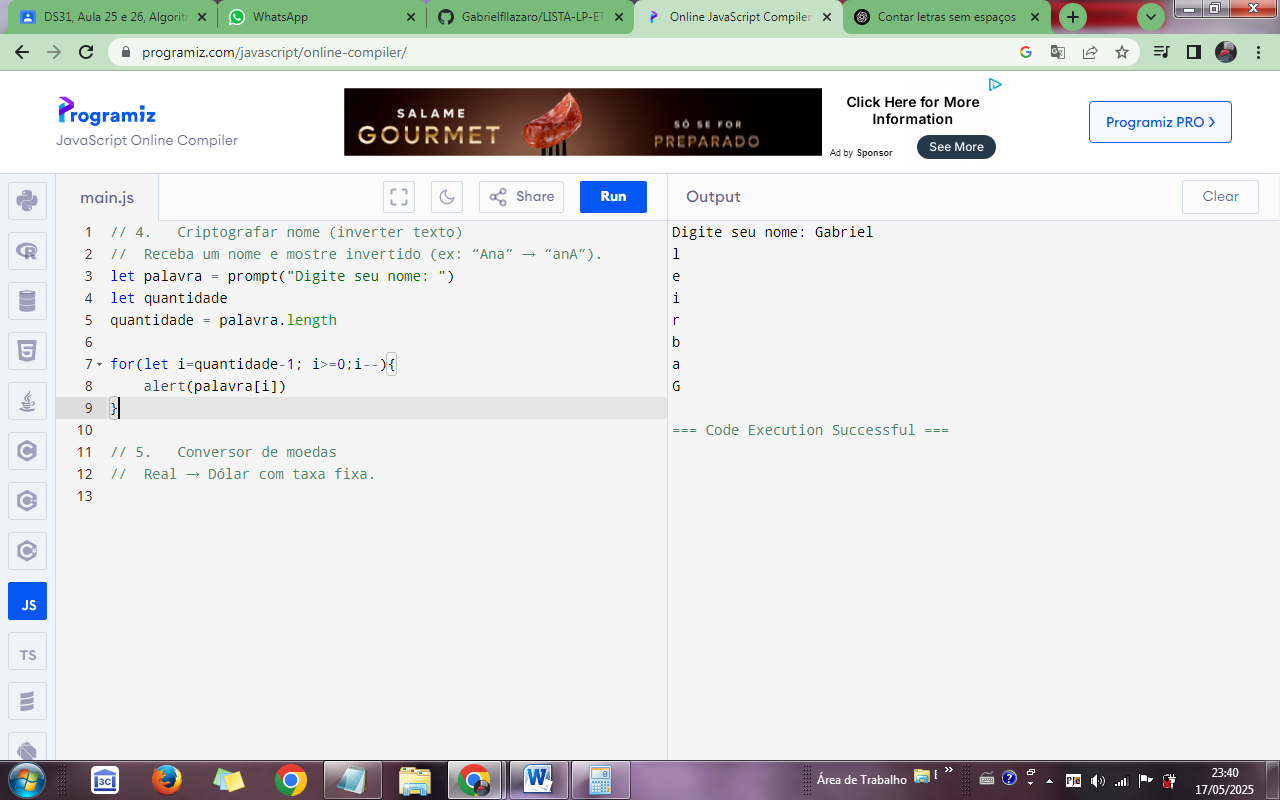 DS31, Aula 25 e 26, Algorit
WhatsApp
Gabrielfllazaro/LISTA-LP-ET
Online JavaScript Compiler
Contar letras sem espaços
programiz.com/javascript/online-compiler/
Programiz
JavaScript Online Compiler
SALAME
GOURMET
SÓ SE FOR
PREPARADO
Click Here for More
Information
Ad by Sponsor
See More
Programiz PRO ›
main.js
Share
Run
Output
Clear
1 // 4. Criptografar nome (inverter texto)
2 // Receba um nome e mostre invertido (ex: “Ana” → “anA”).
3 let palavra = prompt("Digite seu nome: ")
4 let quantidade
5 quantidade = palavra.length
6
7 for(let i=quantidade-1; i>=0;i--){
8 alert(palavra[i])
9 }
10
11 // 5. Conversor de moedas
12 // Real → Dólar com taxa fixa.
13
Digite seu nome: Gabriel
l
e
i
r
b
a
G
=== Code Execution Successful ===
JS
TS
Área de Trabalho
23:40
17/05/2025